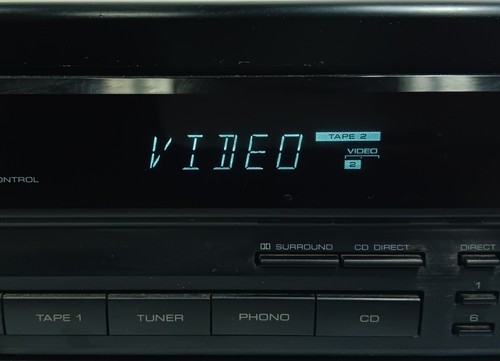 TAPE 2
VIDEO
VIDEO
2
ONTROL
SURROUND CD DIRECT DIRECT
1
TAPE 1 TUNER PHONO CD
6